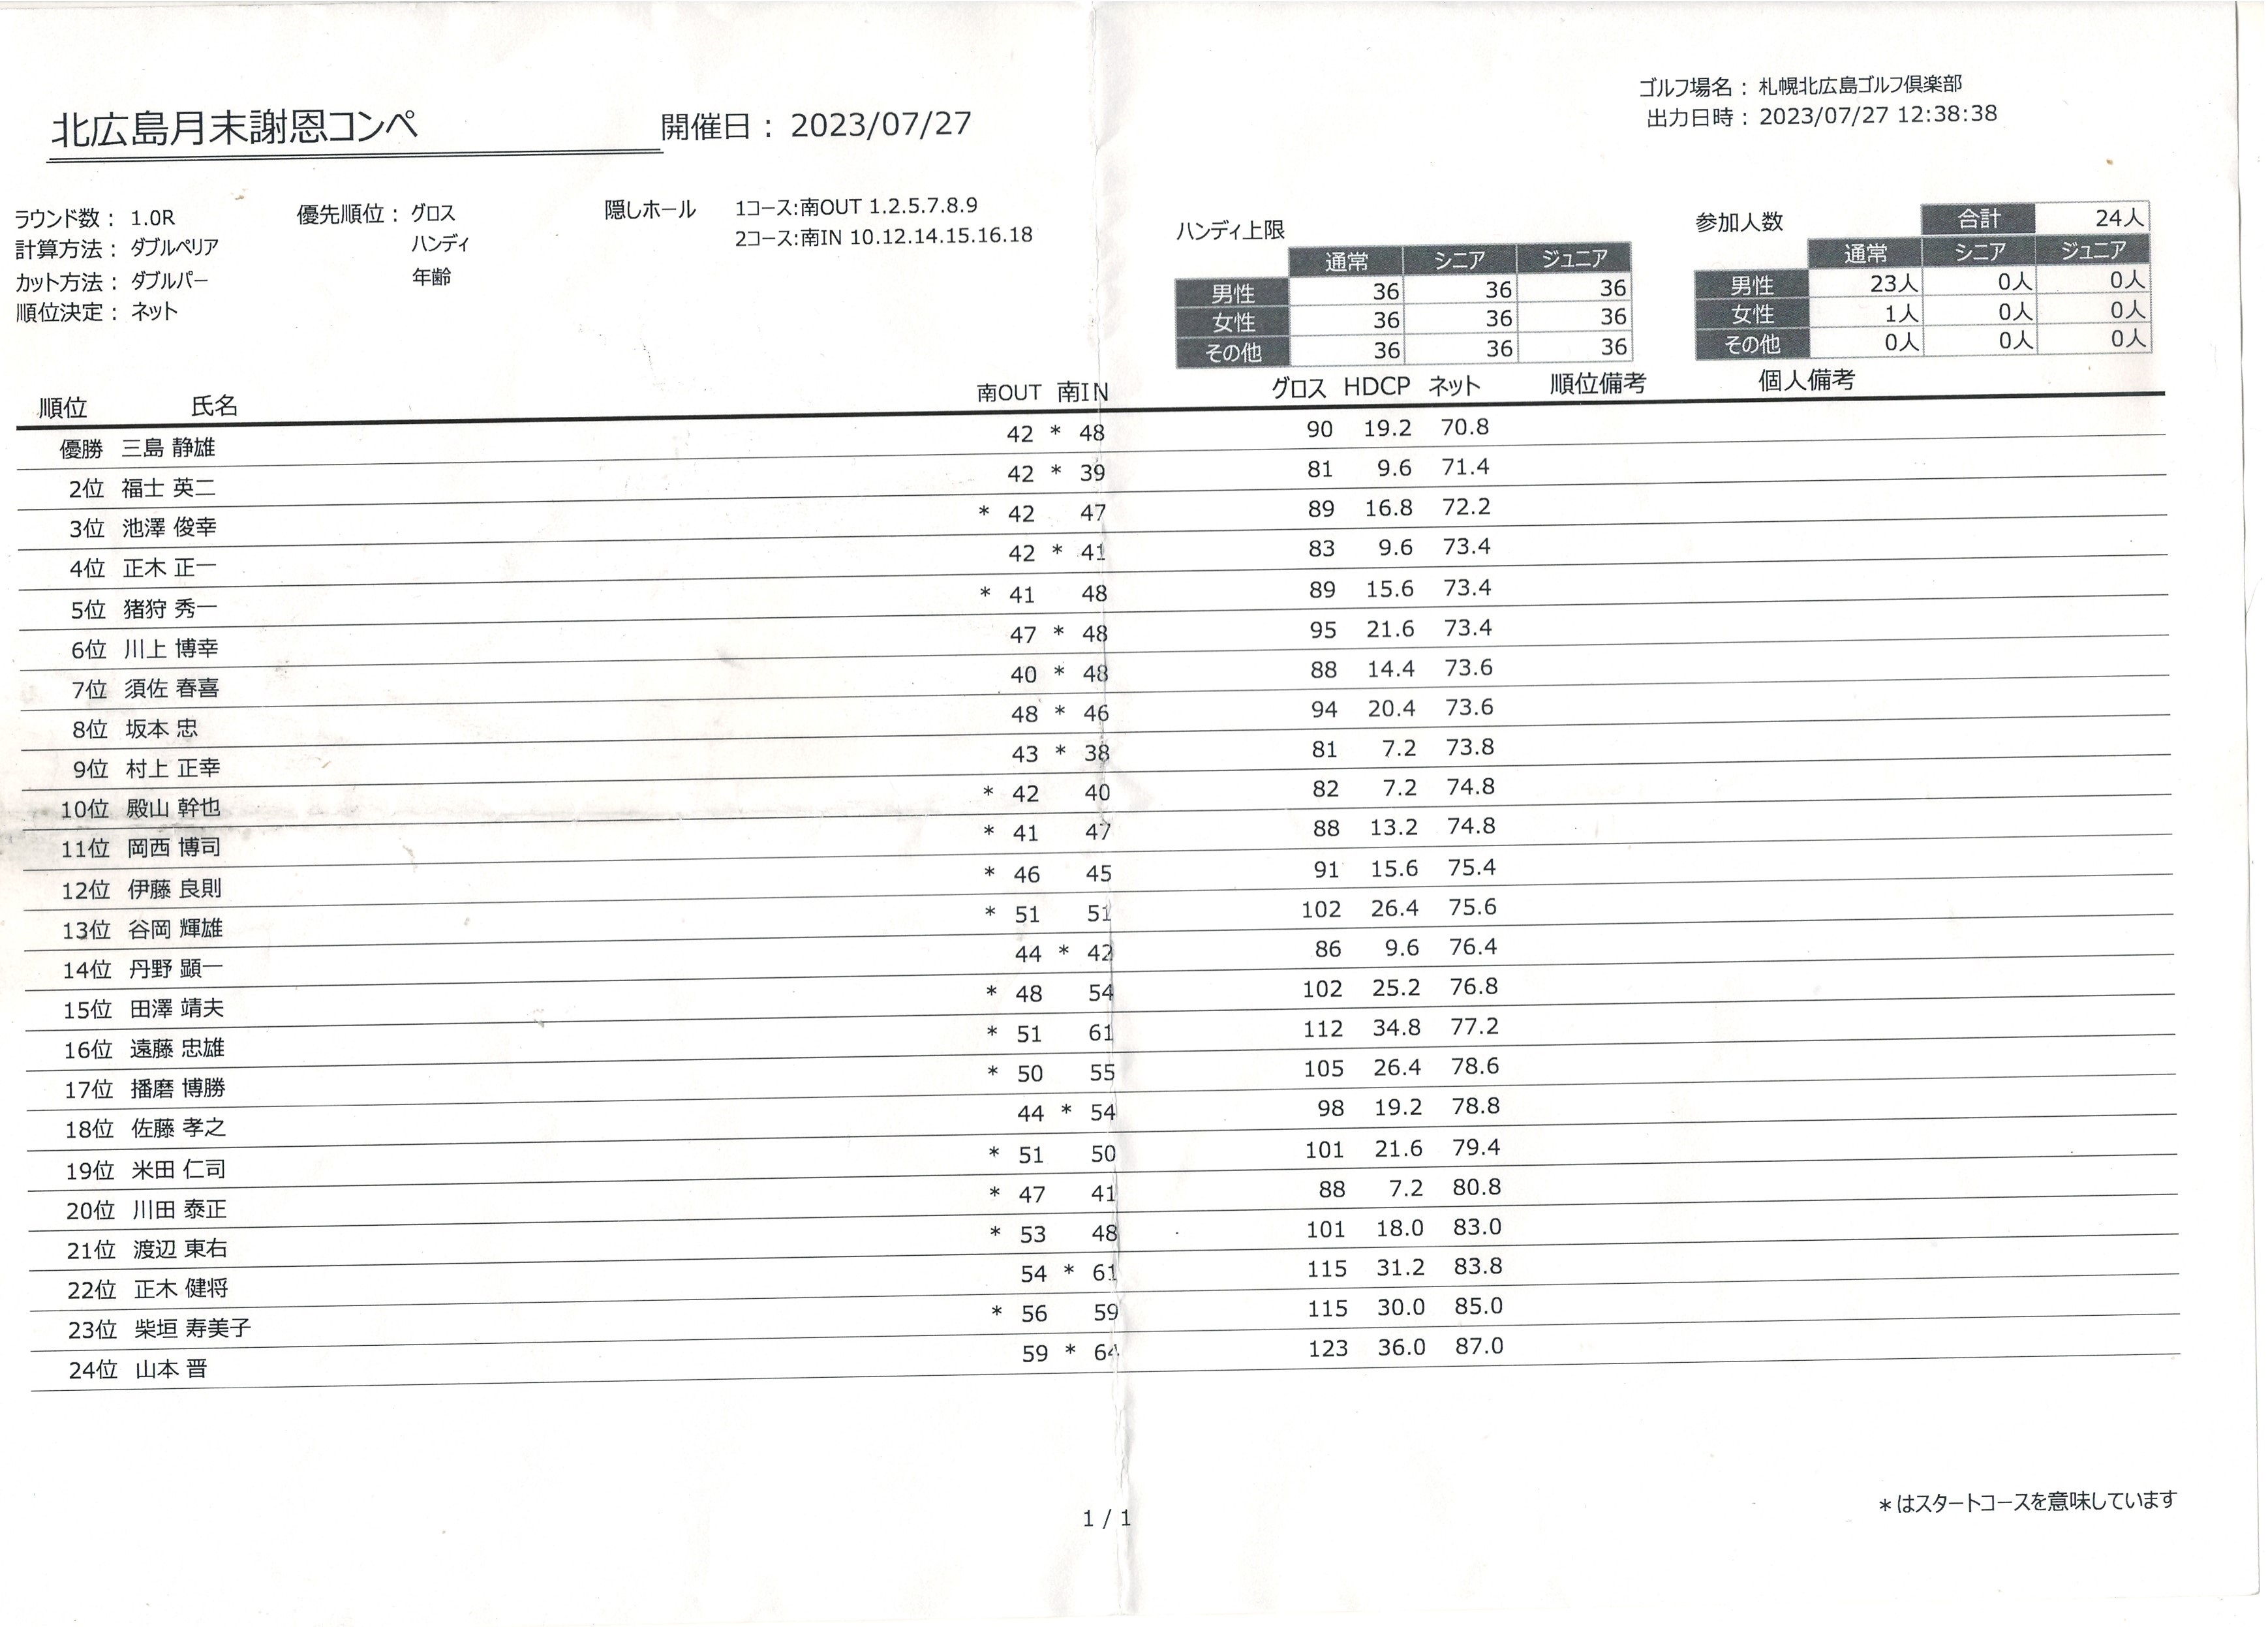 ゴルフ場名： 札幌北広島ゴルフ倶楽部
出力日時： 2023/07/27 12:38:38
北広島月末謝恩コンペ 開催日： 2023/07/27
ラウンド数： 1.0R 優先順位： グロス 隠しホール 1コース:南OUT 1.2.5.7.8.9
計算方法： ダブルペリア ハンディ 2コース:南IN 10.12.14.15.16.18
カット方法： ダブルパー 年齢
順位決定： ネット
ハンディ上限
通常 シニア ジュニア
男性 36 36 36
女性 36 36 36
その他 36 36 36
参加人数 合計 24人
通常 シニア ジュニア
男性 23人 0人 0人
女性 1人 0人 0人
その他 0人 0人 0人
順位 氏名 南OUT 南IN グロス HDCP ネット 順位備考 個人備考
優勝 三島 静雄 42 * 48 90 19.2 70.8
2位 福士 英二 42 * 39 81 9.6 71.4
3位 池澤 俊幸 * 42 47 89 16.8 72.2
4位 正木 正一 42 * 41 83 9.6 73.4
5位 猪狩 秀一 * 41 48 89 15.6 73.4
6位 川上 博幸 47 * 48 95 21.6 73.4
7位 須佐 春喜 40 * 48 88 14.4 73.6
8位 坂本 忠 48 * 46 94 20.4 73.6
9位 村上 正幸 43 * 38 81 7.2 73.8
10位 殿山 幹也 * 42 40 82 7.2 74.8
11位 岡西 博司 * 41 47 88 13.2 74.8
12位 伊藤 良則 * 46 45 91 15.6 75.4
13位 谷岡 輝雄 * 51 51 102 26.4 75.6
14位 丹野 顕一 44 * 42 86 9.6 76.4
15位 田澤 靖夫 * 48 54 102 25.2 76.8
16位 遠藤 忠雄 * 51 61 112 34.8 77.2
17位 播磨 博勝 * 50 55 105 26.4 78.6
18位 佐藤 孝之 44 * 54 98 19.2 78.8
19位 米田 仁司 * 51 50 101 21.6 79.4
20位 川田 泰正 * 47 41 88 7.2 80.8
21位 渡辺 東右 * 53 48 101 18.0 83.0
22位 正木 健将 54 * 61 115 31.2 83.8
23位 柴垣 寿美子 * 56 59 115 30.0 85.0
24位 山本 晋 59 * 64 123 36.0 87.0
＊はスタートコースを意味しています
1 / 1